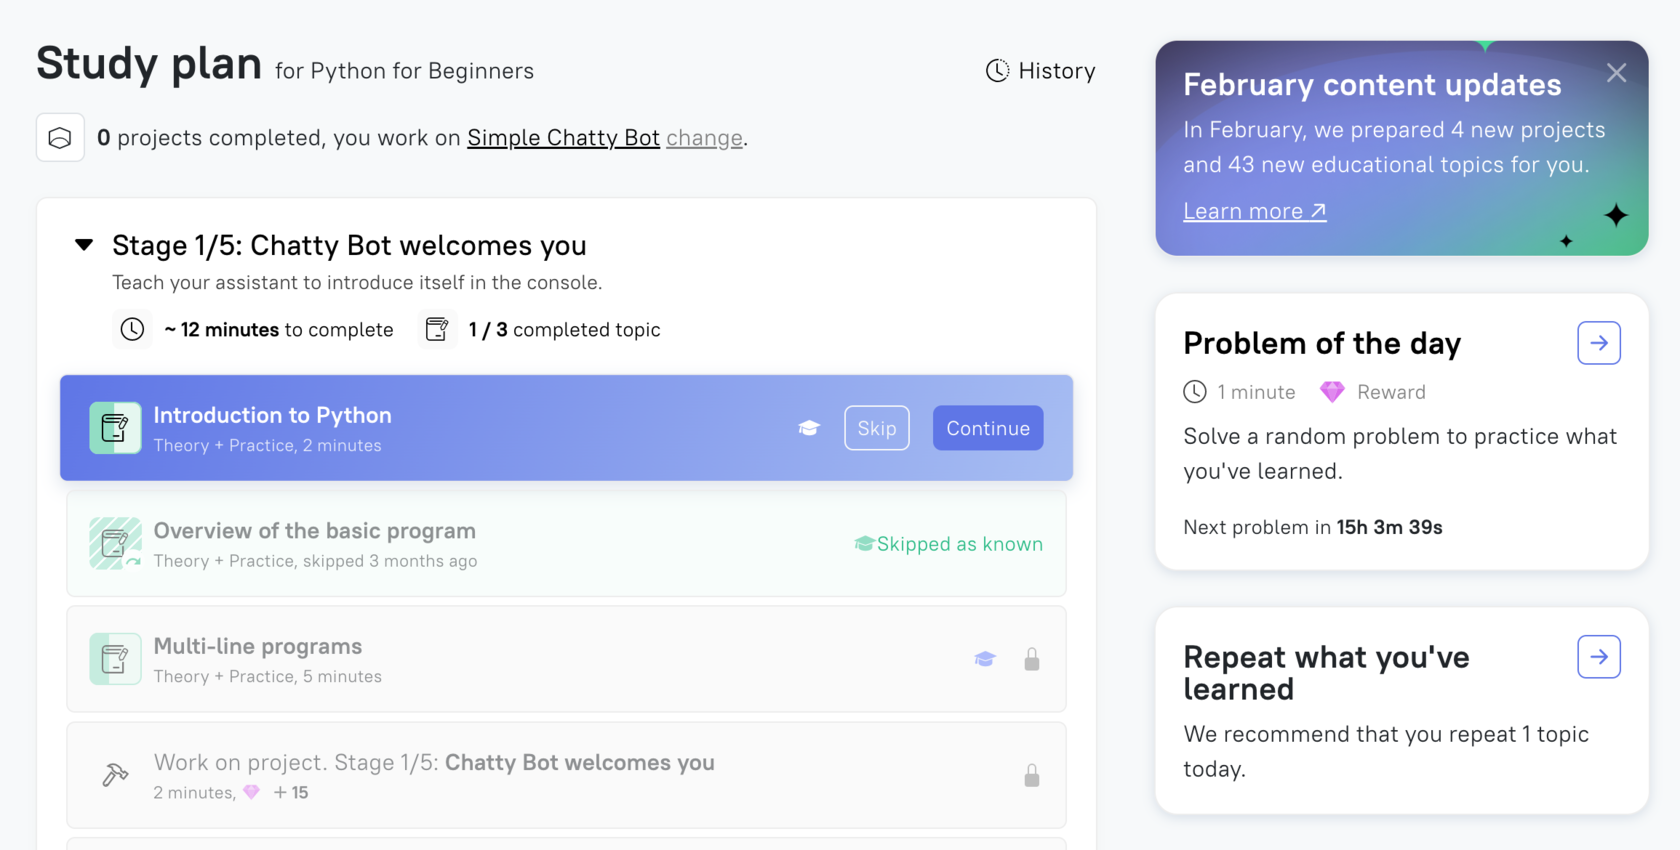 Study plan for Python for Beginners
History
0 projects completed, you work on Simple Chatty Bot change.
Stage 1/5: Chatty Bot welcomes you
Teach your assistant to introduce itself in the console.
~ 12 minutes to complete
1 / 3 completed topic
Introduction to Python
Theory + Practice, 2 minutes
Skip
Continue
Overview of the basic program
Theory + Practice, skipped 3 months ago
Skipped as known
Multi-line programs
Theory + Practice, 5 minutes
Work on project. Stage 1/5: Chatty Bot welcomes you
2 minutes, + 15
February content updates
In February, we prepared 4 new projects
and 43 new educational topics for you.
Learn more ↗
Problem of the day
1 minute Reward
Solve a random problem to practice what
you've learned.
Next problem in 15h 3m 39s
Repeat what you've
learned
We recommend that you repeat 1 topic
today.